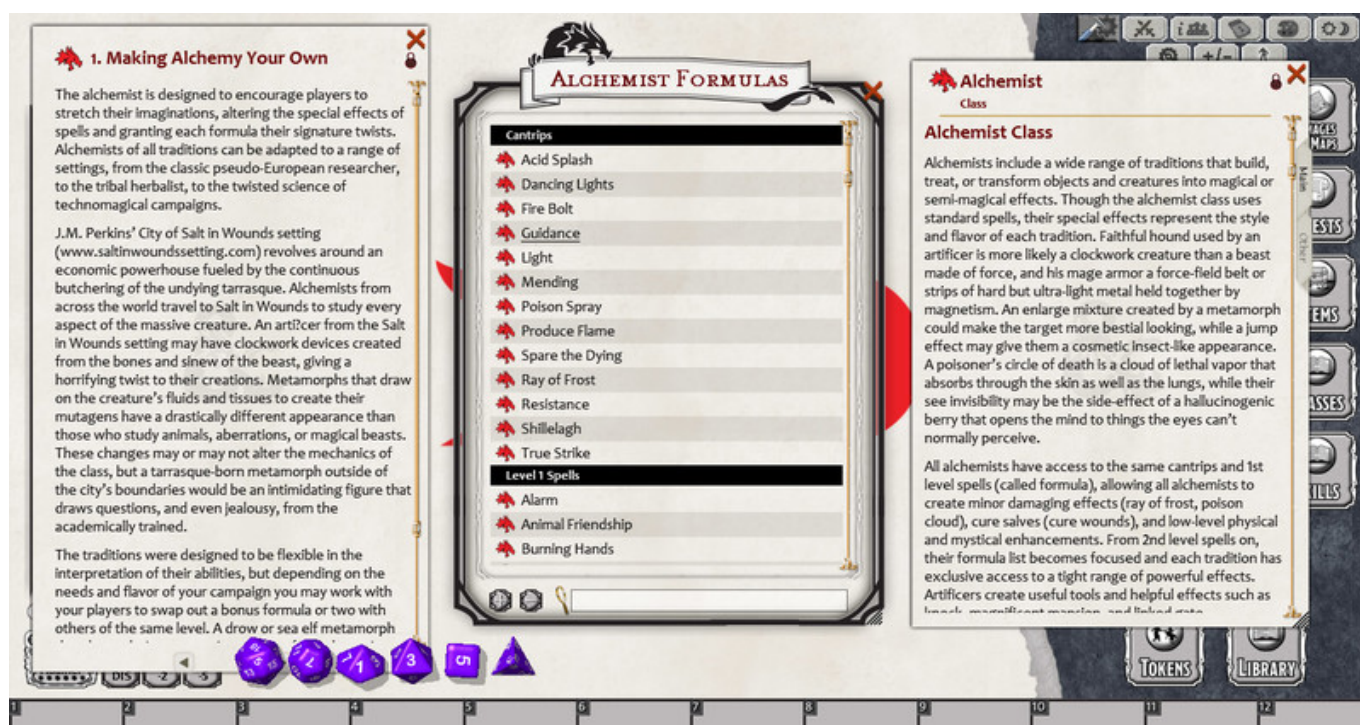 1. Making Alchemy Your Own
The alchemist is designed to encourage players to
stretch their imaginations, altering the special effects of
spells and granting each formula their signature twists.
Alchemists of all traditions can be adapted to a range of
settings, from the classic pseudo-European researcher,
to the tribal herbalist, to the twisted science of
technomagical campaigns.
J.M. Perkins' City of Salt in Wounds setting
(www.saltinwoundssetting.com) revolves around an
economic powerhouse fueled by the continuous
butchering of the undying tarrasque. Alchemists from
across the world travel to Salt in Wounds to study every
aspect of the massive creature. An arti?cer from the Salt
in Wounds setting may have clockwork devices created
from the bones and sinew of the beast, giving a
horrifying twist to their creations. Metamorphs that draw
on the creature's fluids and tissues to create their
mutagens have a drastically different appearance than
those who study animals, aberrations, or magical beasts.
These changes may or may not alter the mechanics of
the class, but a tarrasque-born metamorph outside of
the city's boundaries would be an intimidating figure that
draws questions, and even jealousy, from the
academically trained.
The traditions were designed to be flexible in the
interpretation of their abilities, but depending on the
needs and flavor of your campaign you may work with
your players to swap out a bonus formula or two with
others of the same level. A drow or sea elf metamorph
Alchemist Formulas
Cantrips
Acid Splash
Dancing Lights
Fire Bolt
Guidance
Light
Mending
Poison Spray
Produce Flame
Spare the Dying
Ray of Frost
Resistance
Shillelagh
True Strike
Level 1 Spells
Alarm
Animal Friendship
Burning Hands
Alchemist
Class
Alchemist Class
Alchemists include a wide range of traditions that build,
treat, or transform objects and creatures into magical or
semi-magical effects. Though the alchemist class uses
standard spells, their special effects represent the style
and flavor of each tradition. Faithful hound used by an
artificer is more likely a clockwork creature than a beast
made of force, and his mage armor a force-field belt or
strips of hard but ultra-light metal held together by
magnetism. An enlarge mixture created by a metamorph
could make the target more bestial looking, while a jump
effect may give them a cosmetic insect-like appearance.
A poisoner's circle of death is a cloud of lethal vapor that
absorbs through the skin as well as the lungs, while their
see invisibility may be the side-effect of a hallucinogenic
berry that opens the mind to things the eyes can't
normally perceive.
All alchemists have access to the same cantrips and 1st
level spells (called formula), allowing all alchemists to
create minor damaging effects (ray of frost, poison
cloud), cure salves (cure wounds), and low-level physical
and mystical enhancements. From 2nd level spells on,
their formula list becomes focused and each tradition has
exclusive access to a tight range of powerful effects.
Artificers create useful tools and helpful effects such as
knock, magnificent mansion, and linked gate
Main
Other
Maps
Tokens
Library
DIS
-2
-5
+/-
1 2 3 4 5 6 7 8 9 10 11 12